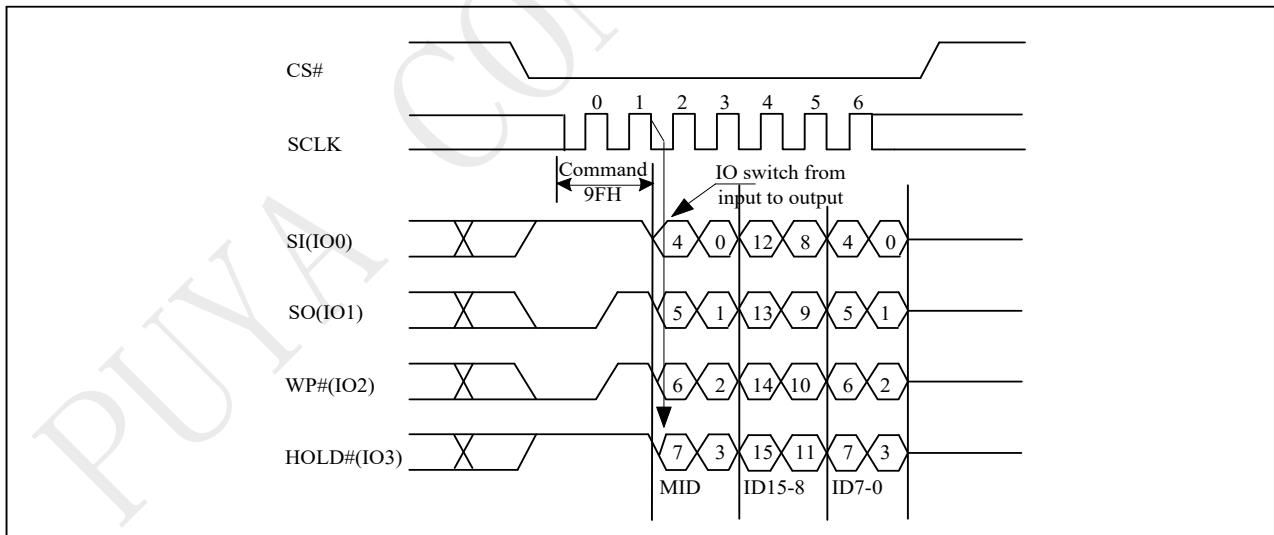 PUYA CON
CS#
0 1 2 3 4 5 6
SCLK
Command
9FH
IO switch from
input to output
SI(IO0)
4 0 12 8 4 0
SO(IO1)
5 1 13 9 5 1
WP#(IO2)
6 2 14 10 6 2
HOLD#(IO3)
7 3 15 11 7 3
MID ID15-8 ID7-0